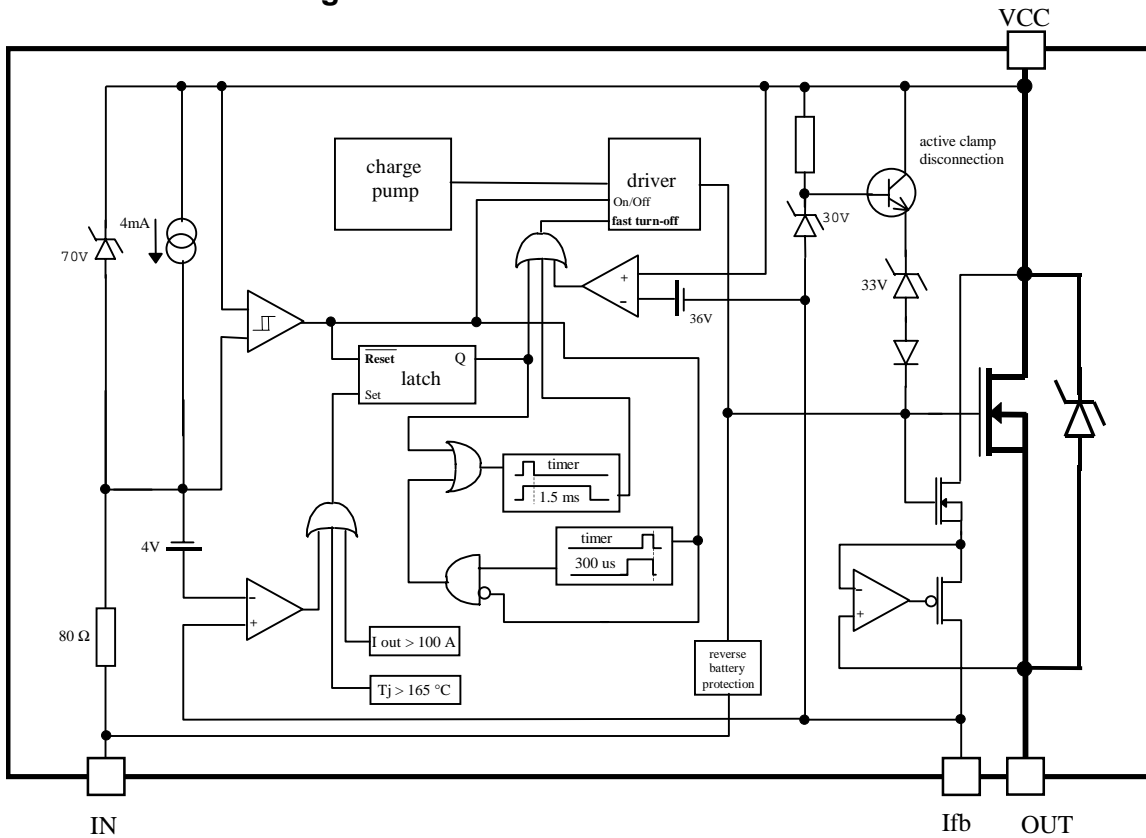 VCC
charge
pump
driver
On/Off
fast turn-off
active clamp
disconnection
4mA
70V
30V
33V
+
-
36V
Reset
Q
latch
Set
timer
1.5 ms
4V
timer
300 us
-
+
-
+
80 Ω
I out > 100 A
Tj > 165 °C
reverse
battery
protection
IN
Ifb
OUT